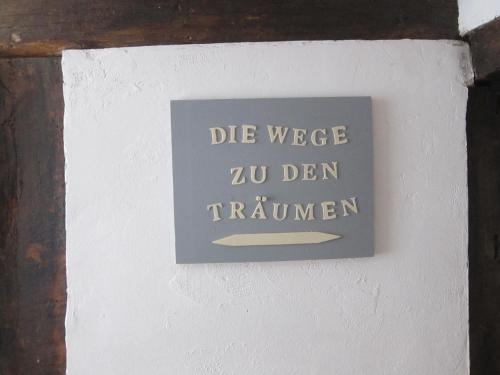 DIE WEGE
ZU DEN
TRÄUMEN